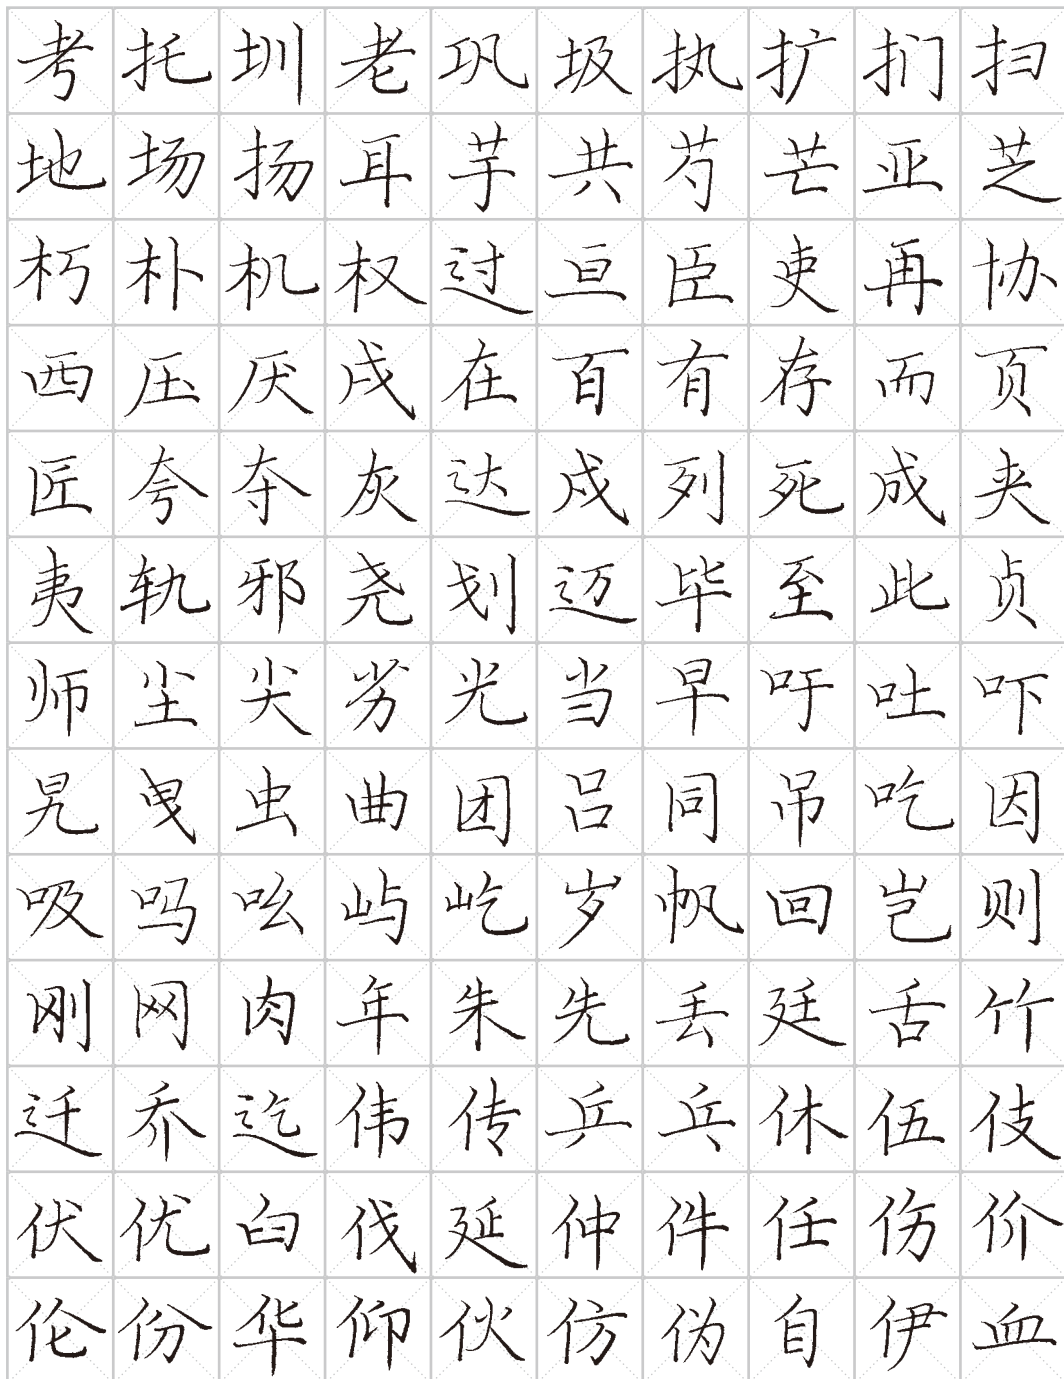 考托圳老巩圾执扩扪扫
地场扬耳芋共芍芒亚芝
朽朴机权过亘臣吏再协
西压厌戌在百有存而页
匠夸夺灰达戍列死成夹
夷轨邪尧划迈毕至此贞
师尘尖劣光当早吁吐吓
旯曳虫曲团吕同吊吃因
吸吗吆屿屹岁帆回岂则
刚网肉年朱先丢廷舌竹
迁乔迄伟传乒乓休伍伎
伏优臼伐延仲件任伤价
伦份华仰伙仿伪自伊血